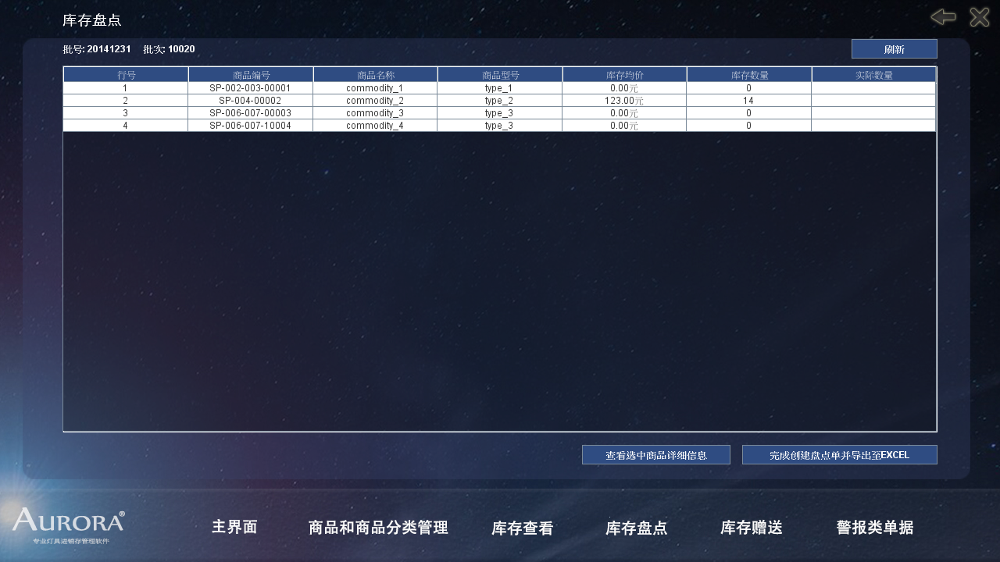 库存盘点
批号: 20141231 批次: 10020
刷新
行号 商品编号 商品名称 商品型号 库存均价 库存数量 实际数量
1 SP-002-003-00001 commodity_1 type_1 0.00元 0
2 SP-004-00002 commodity_2 type_2 123.00元 14
3 SP-006-007-00003 commodity_3 type_3 0.00元 0
4 SP-006-007-10004 commodity_4 type_3 0.00元 0
查看选中商品详细信息 完成创建盘点单并导出至EXCEL
AURORA®
专业灯具进销存管理软件
主界面 商品和商品分类管理 库存查看 库存盘点 库存赠送 警报类单据